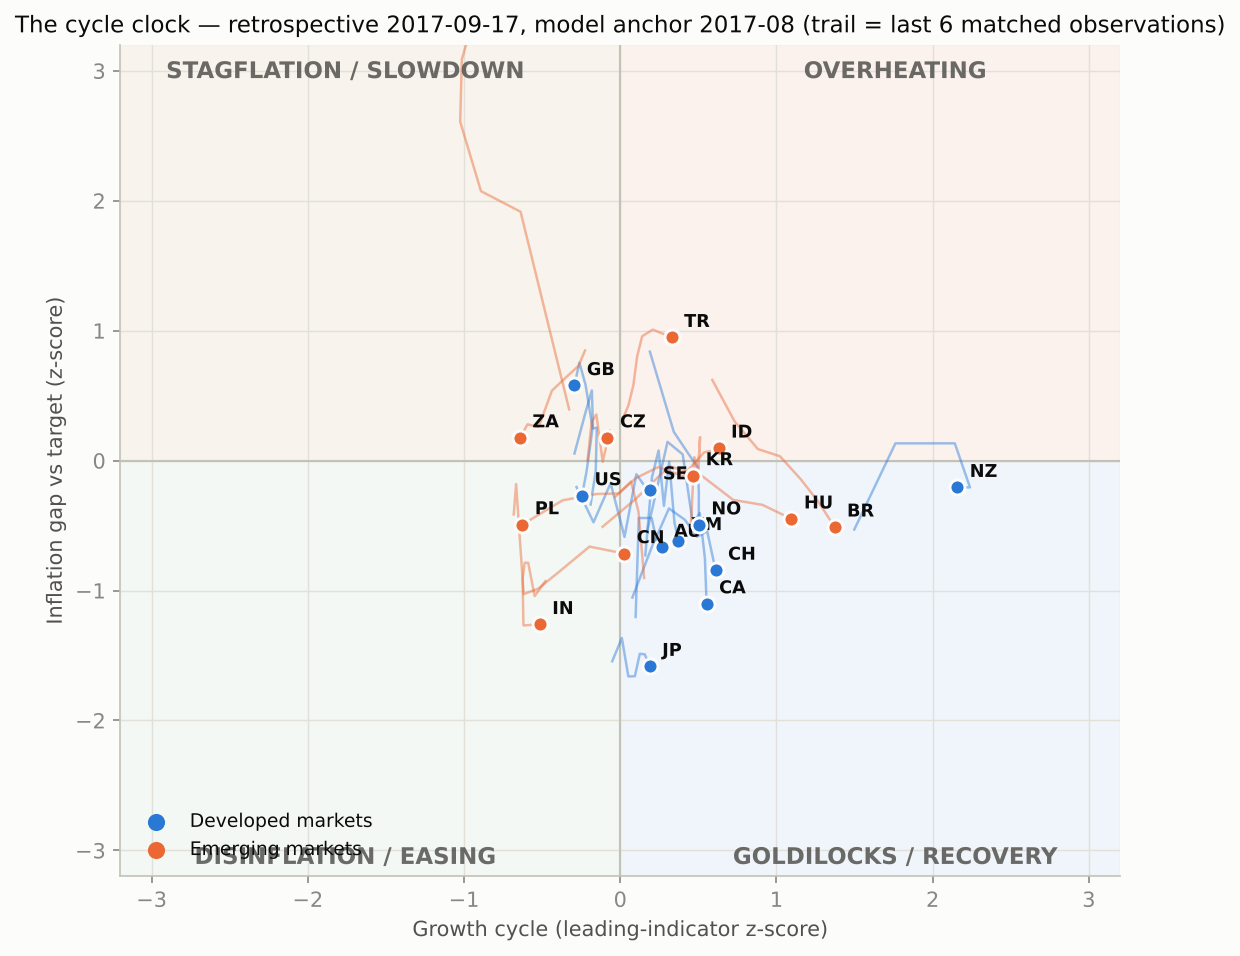 The cycle clock — retrospective 2017-09-17, model anchor 2017-08 (trail = last 6 matched observations)
STAGFLATION / SLOWDOWN
OVERHEATING
3
2
1
0
−1
−2
−3
Inflation gap vs target (z-score)
TR
GB
ZA
CZ
ID
KR
SE
NZ
US
PL
HU
BR
NO
CN
AU
CH
CA
IN
JP
Developed markets
Emerging markets
DISINFLATION / EASING
GOLDILOCKS / RECOVERY
−3
−2
−1
0
1
2
3
Growth cycle (leading-indicator z-score)